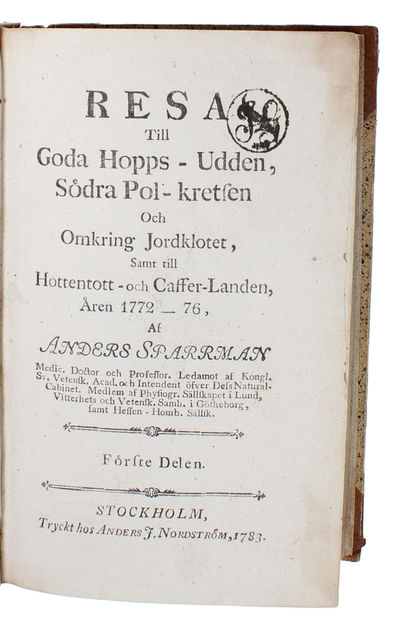 RESA
Till
Goda Hopps - Udden,
Södra Pol - kretſen
Och
Omkring Jordklotet,
Samt till
Hottentott - och Caffer-Landen,
Åren 1772 — 76,
Af
ANDERS SPARRMAN
Medic. Doctor och Profeſſor. Ledamot af Kongl.
Sv. Vetenſk. Acad. och Intendent öfver Deſs Natural-
Cabinet. Medlem af Phyſiogr. Sällſkapet i Lund,
Vitterhets och Vetenſk. Samh. i Götheborg,
ſamt Heſſen - Homb. Sällſk.
Förſte Delen.
STOCKHOLM,
Tryckt hos ANDERS J. NORDSTRÖM, 1783.